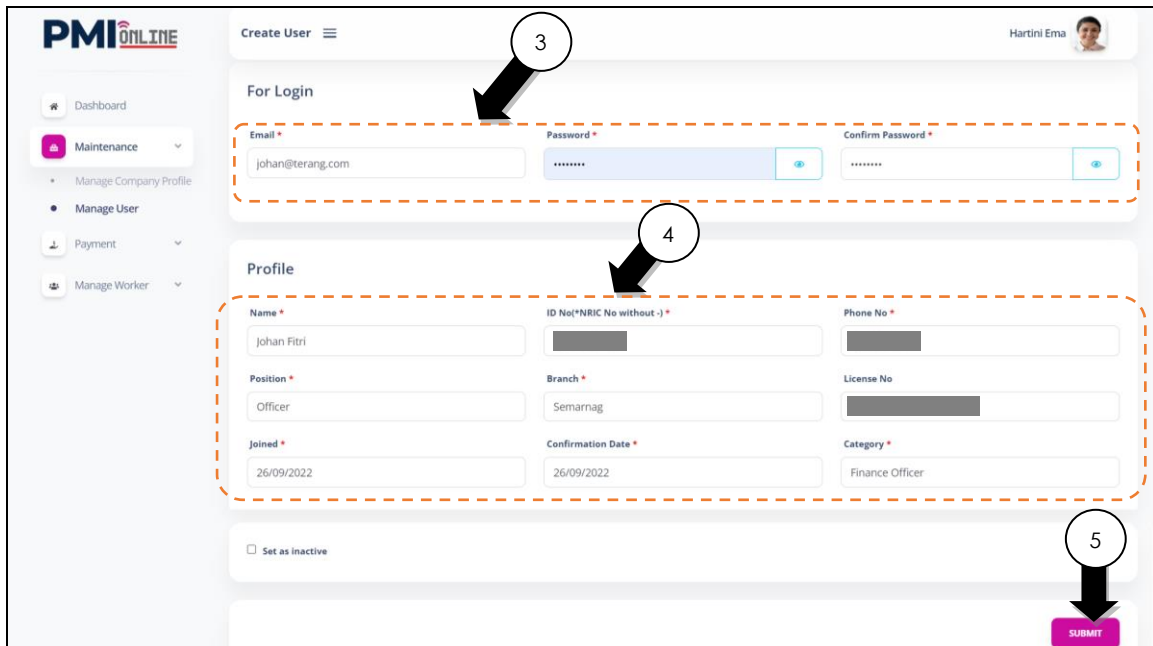 PMI ONLINE
Create User
Hartini Ema
3
For Login
Dashboard
Maintenance
Manage Company Profile
Manage User
Payment
Manage Worker
Email * Password * Confirm Password *
johan@terang.com •••••••• ••••••••
4
Profile
Name * ID No(*NRIC No without -) * Phone No *
Johan Fitri
Position * Branch * License No
Officer Semarnag
Joined * Confirmation Date * Category *
26/09/2022 26/09/2022 Finance Officer
Set as inactive
5
SUBMIT